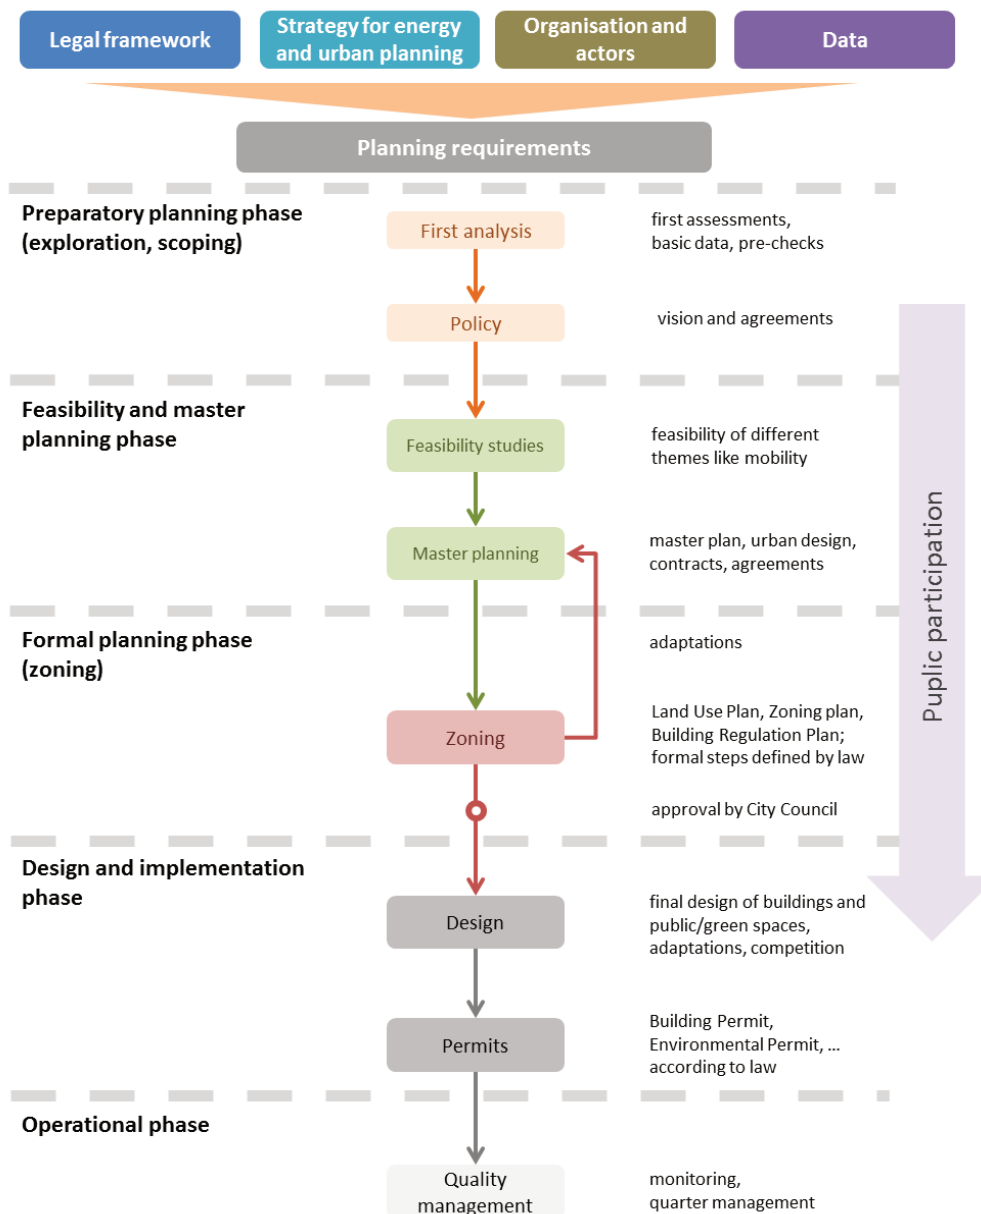 Legal framework
Strategy for energy
and urban planning
Organisation and
actors
Data
Planning requirements
Preparatory planning phase
(exploration, scoping)
First analysis
first assessments,
basic data, pre-checks
Policy
vision and agreements
Feasibility and master
planning phase
Feasibility studies
feasibility of different
themes like mobility
Master planning
master plan, urban design,
contracts, agreements
Formal planning phase
(zoning)
adaptations
Zoning
Land Use Plan, Zoning plan,
Building Regulation Plan;
formal steps defined by law
approval by City Council
Design and implementation
phase
Design
final design of buildings and
public/green spaces,
adaptations, competition
Permits
Building Permit,
Environmental Permit, ...
according to law
Operational phase
Quality
management
monitoring,
quarter management
Puplic participation